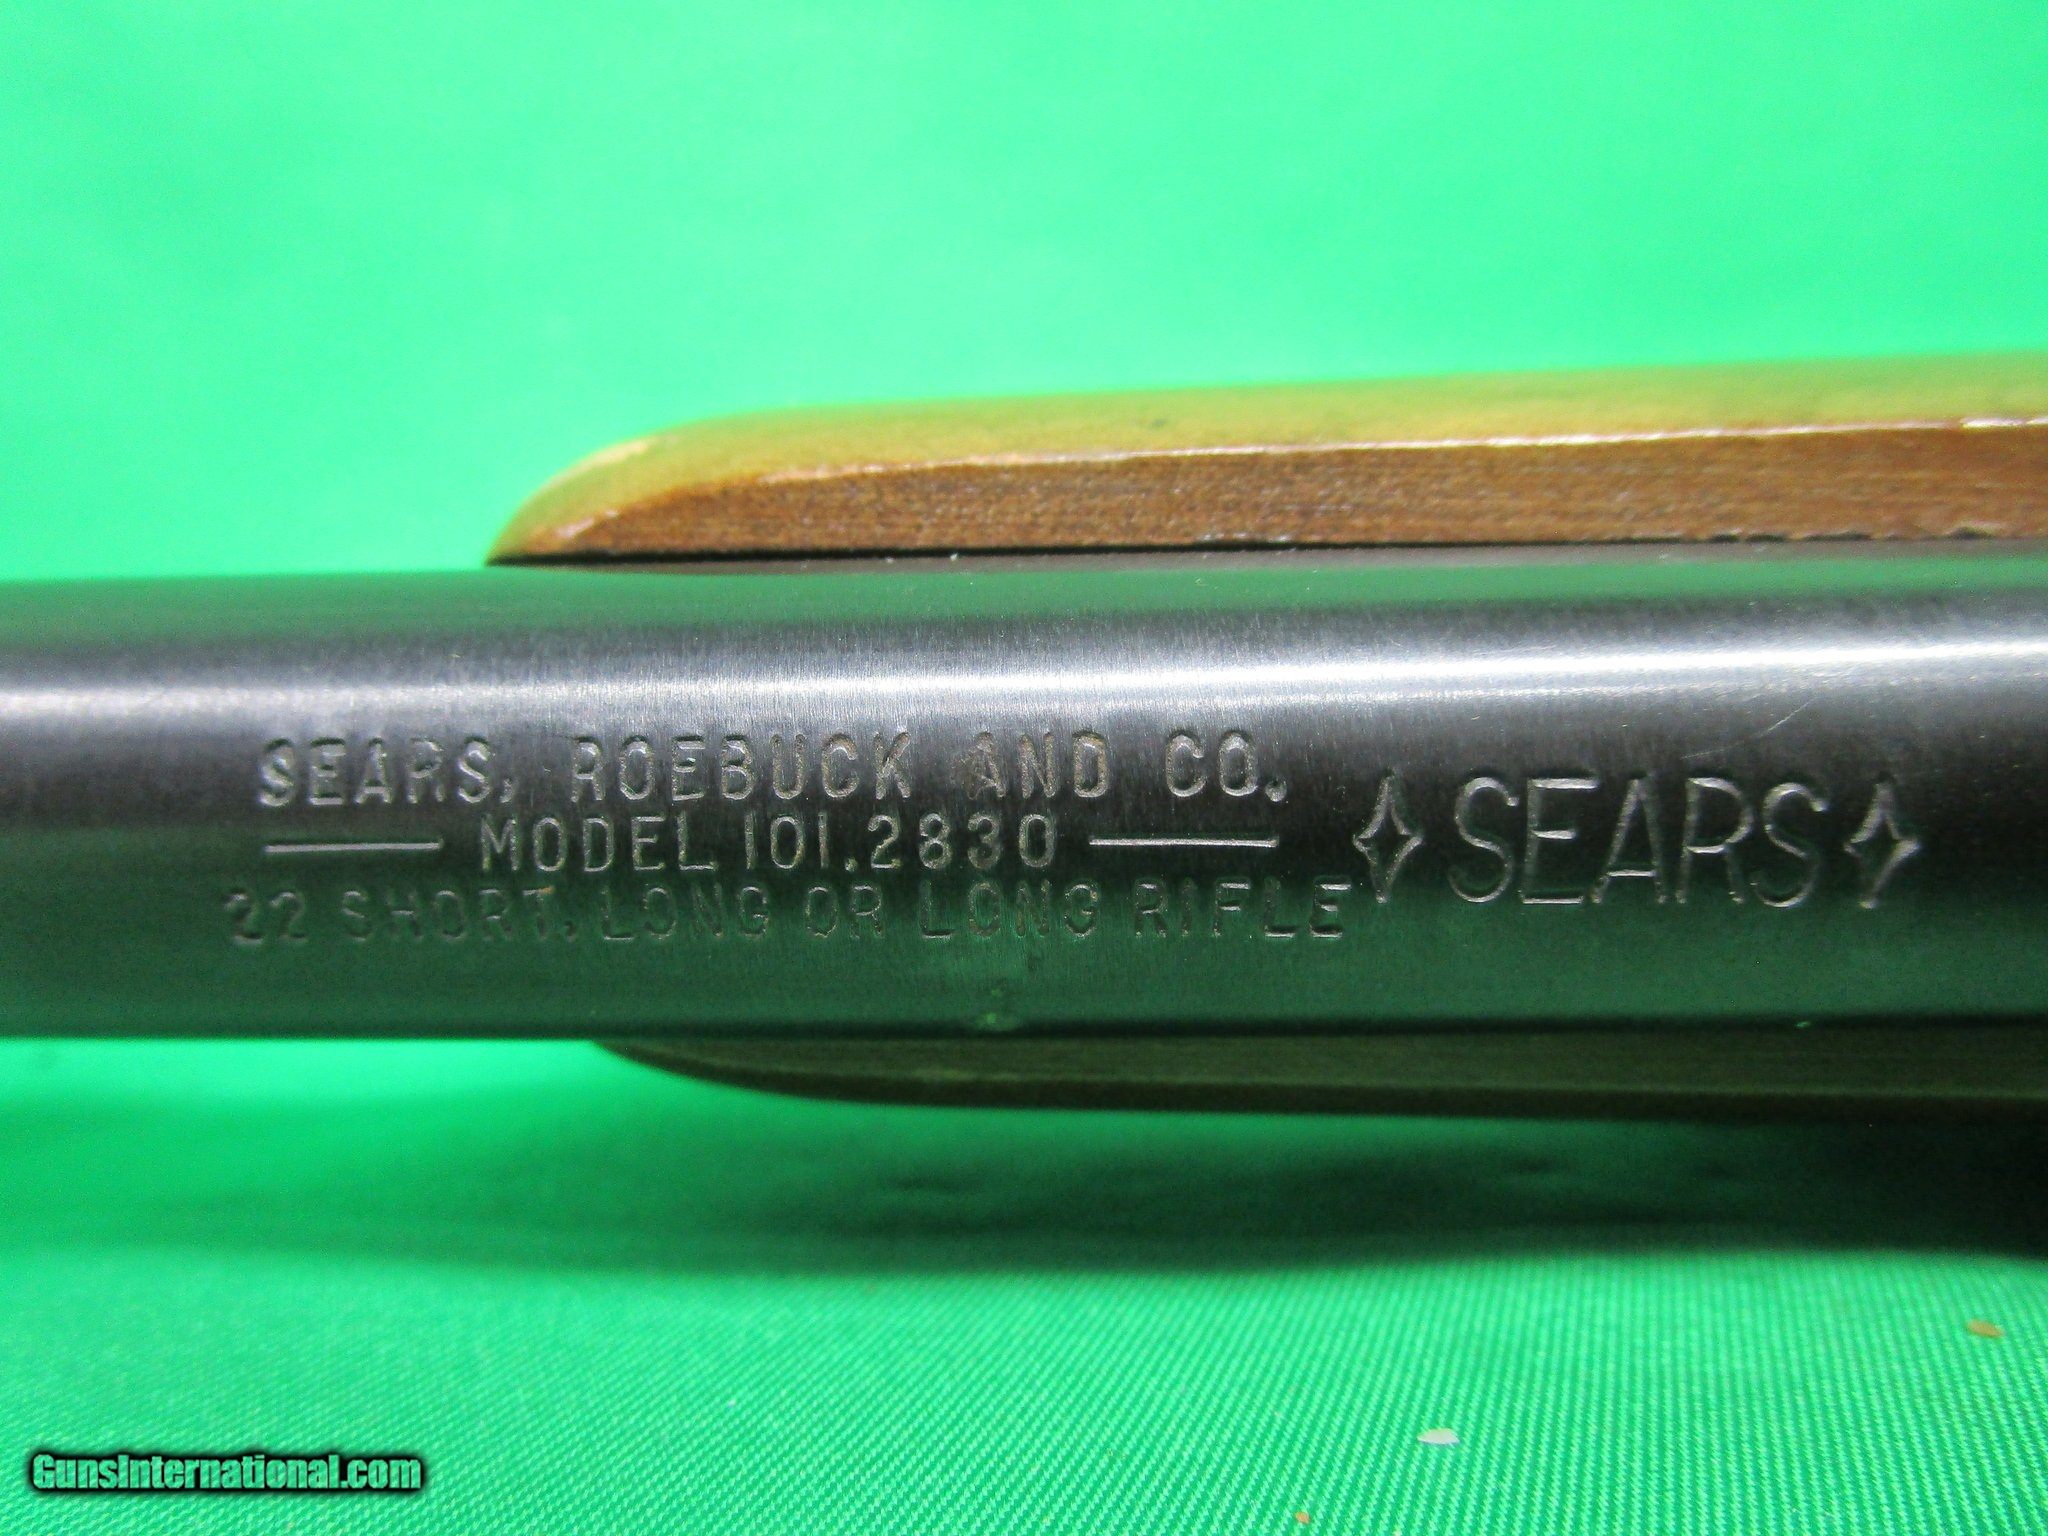 SEARS, ROEBUCK AND CO.
MODEL 101.2830
22 SHORT, LONG OR LONG RIFLE
SEARS
GunsInternational.com